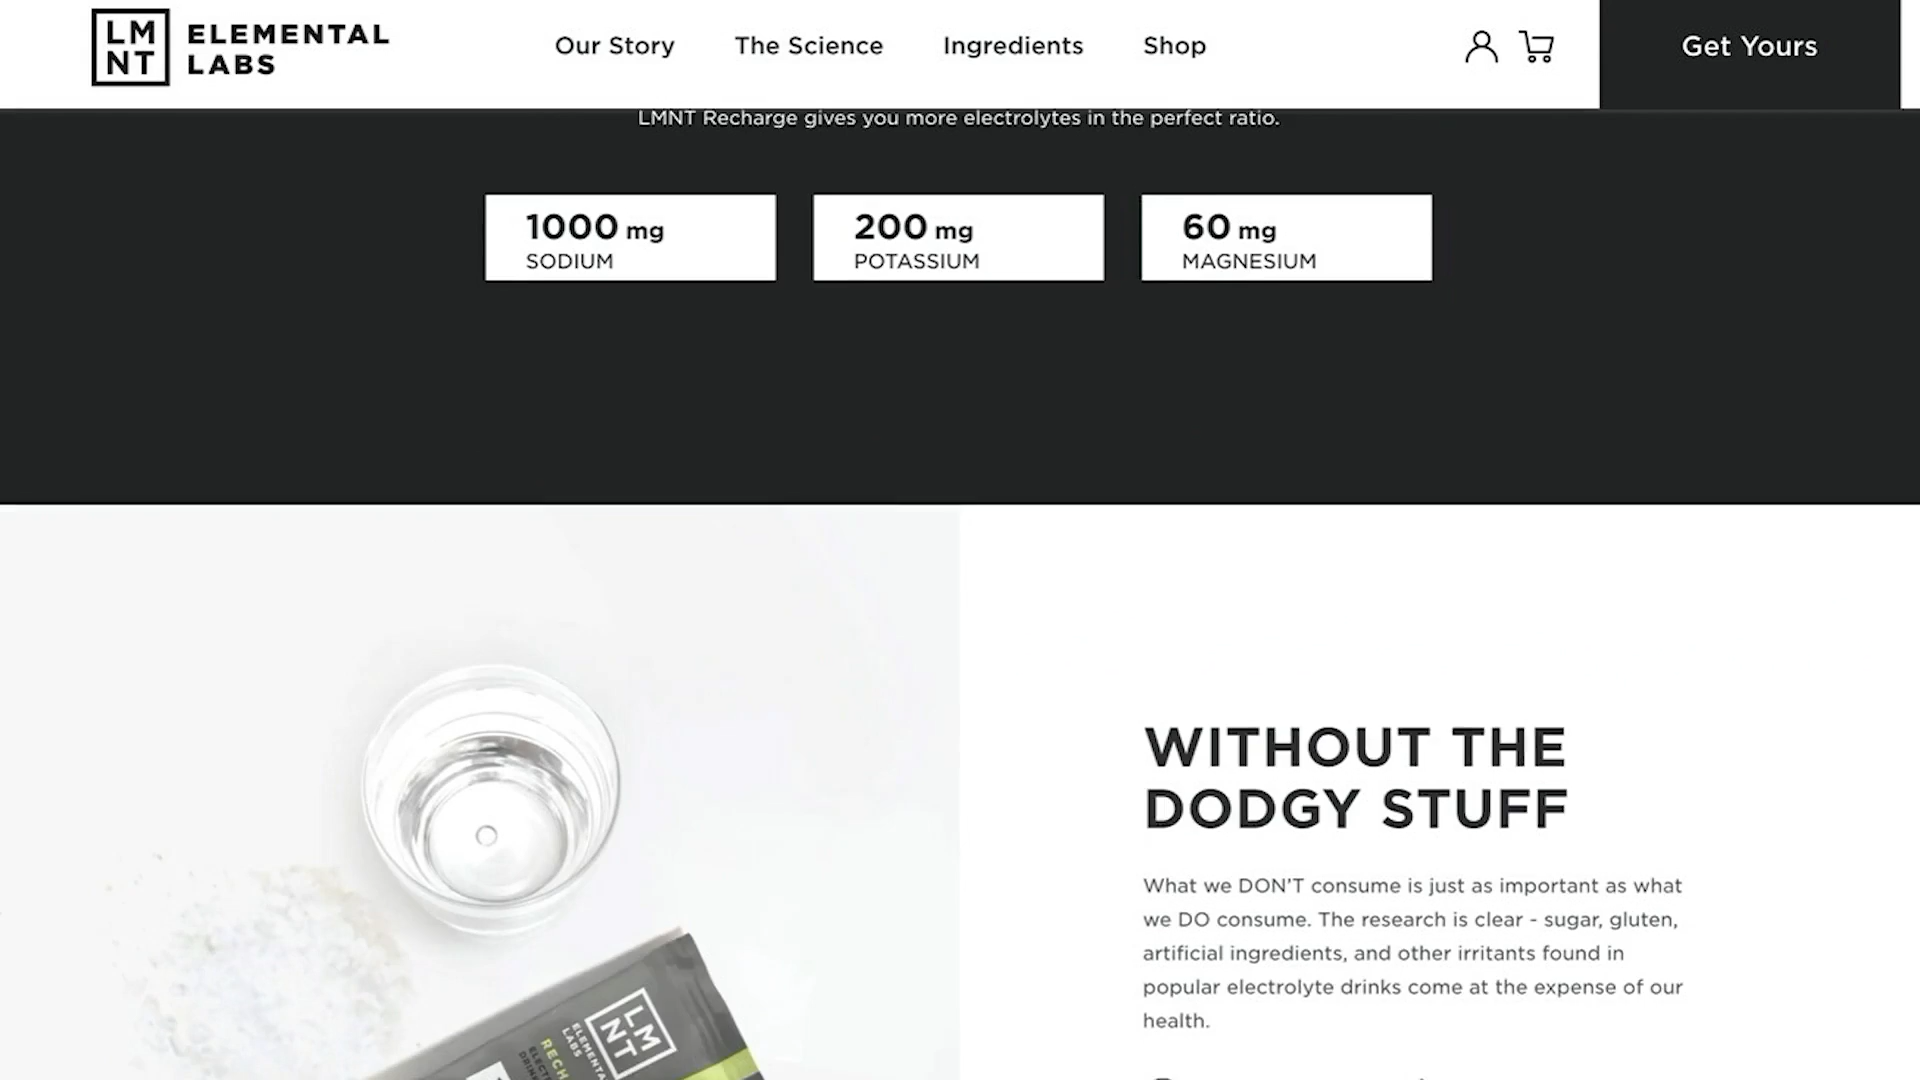 LM
NT
ELEMENTAL
LABS
Our Story
The Science
Ingredients
Shop
Get Yours
LMNT Recharge gives you more electrolytes in the perfect ratio.
1000 mg
SODIUM
200 mg
POTASSIUM
60 mg
MAGNESIUM
WITHOUT THE
DODGY STUFF
What we DON'T consume is just as important as what
we DO consume. The research is clear - sugar, gluten,
artificial ingredients, and other irritants found in
popular electrolyte drinks come at the expense of our
health.
LM
NT
LABS